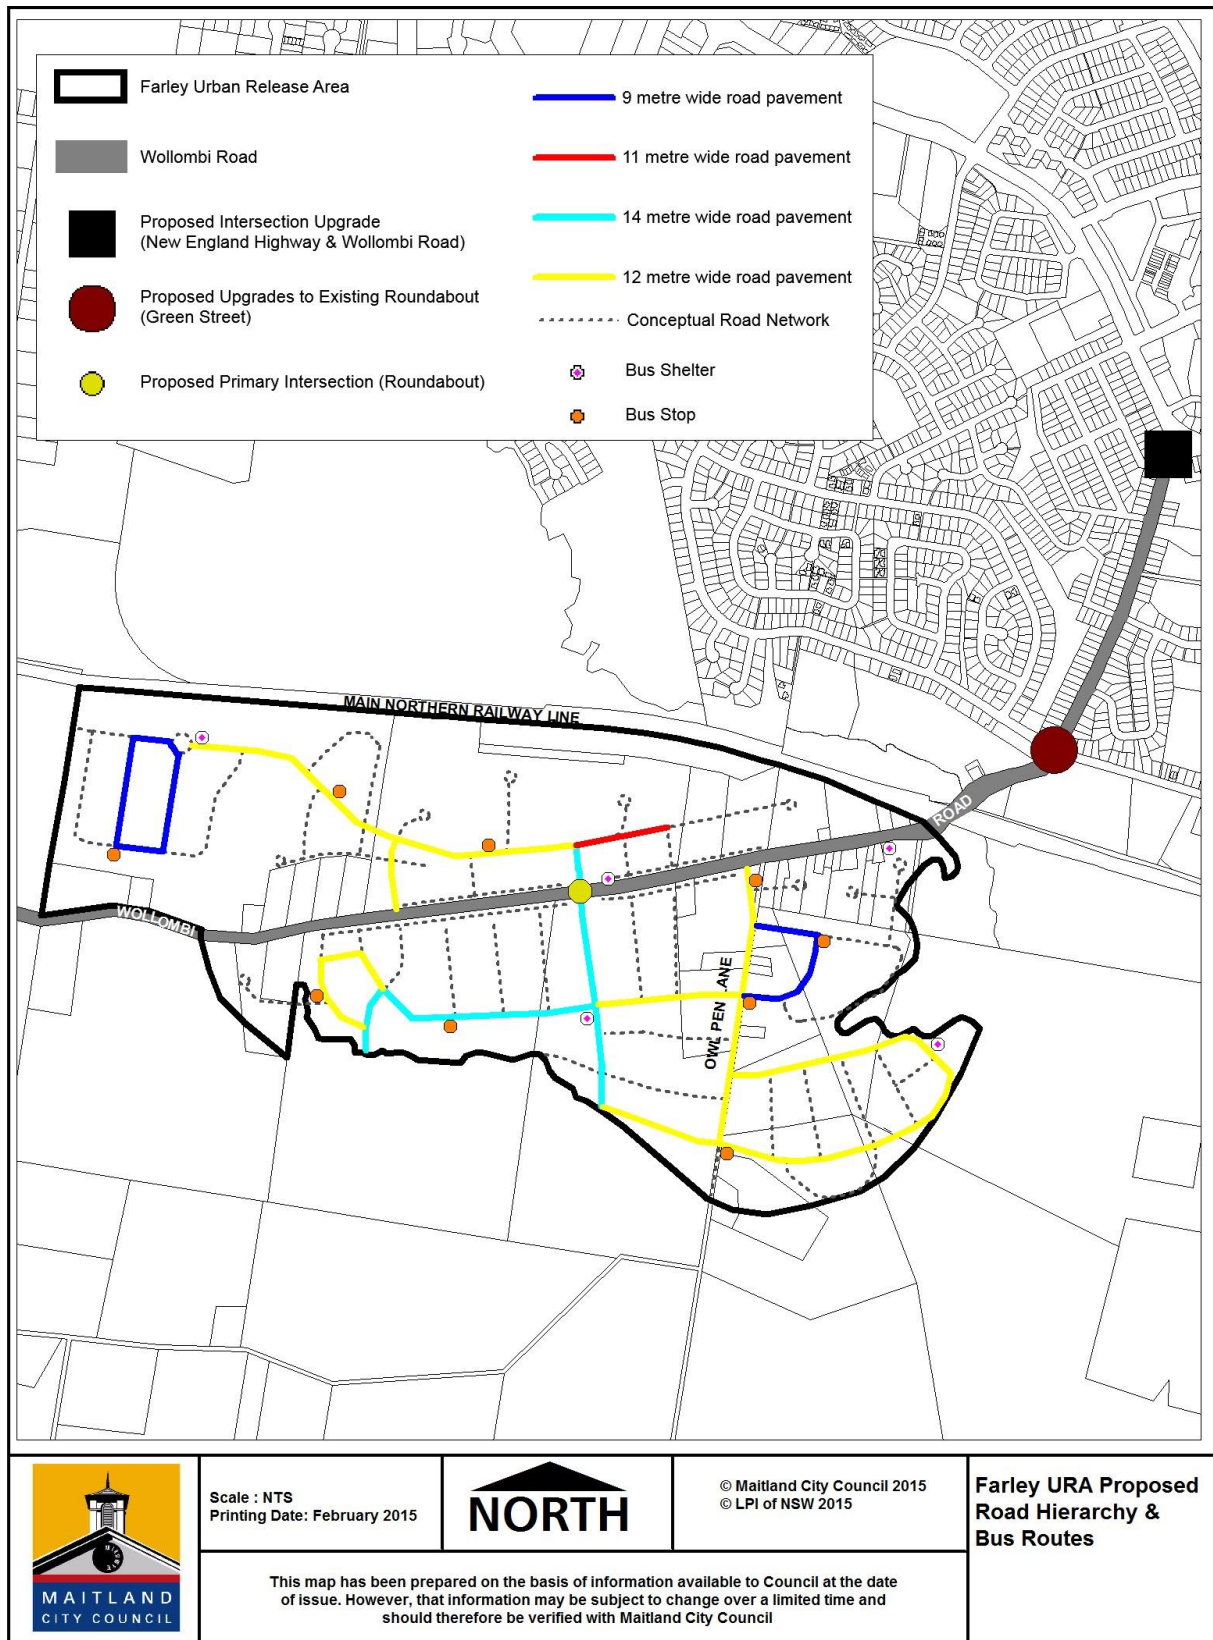 Farley Urban Release Area
Wollombi Road
Proposed Intersection Upgrade
(New England Highway & Wollombi Road)
Proposed Upgrades to Existing Roundabout
(Green Street)
Proposed Primary Intersection (Roundabout)
9 metre wide road pavement
11 metre wide road pavement
14 metre wide road pavement
12 metre wide road pavement
Conceptual Road Network
Bus Shelter
Bus Stop
MAIN NORTHERN RAILWAY LINE
ROAD
WOLLOMBI
OWL PEN LANE
MAITLAND
CITY COUNCIL
Scale : NTS
Printing Date: February 2015
NORTH
© Maitland City Council 2015
© LPI of NSW 2015
Farley URA Proposed
Road Hierarchy &
Bus Routes
This map has been prepared on the basis of information available to Council at the date
of issue. However, that information may be subject to change over a limited time and
should therefore be verified with Maitland City Council